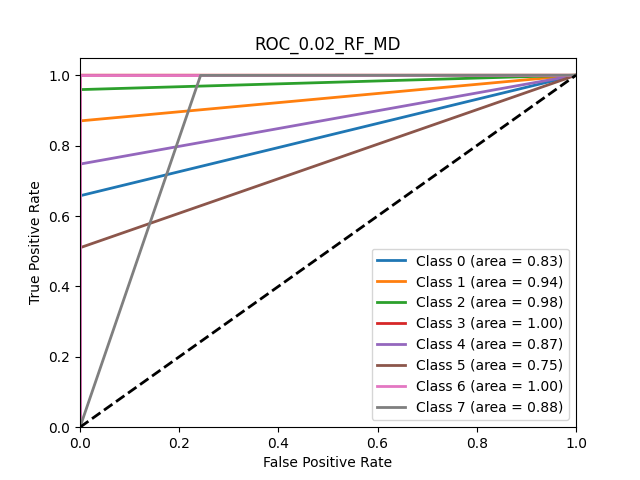 ROC_0.02_RF_MD
True Positive Rate
1.0
0.8
0.6
0.4
0.2
0.0
Class 0 (area = 0.83)
Class 1 (area = 0.94)
Class 2 (area = 0.98)
Class 3 (area = 1.00)
Class 4 (area = 0.87)
Class 5 (area = 0.75)
Class 6 (area = 1.00)
Class 7 (area = 0.88)
0.0 0.2 0.4 0.6 0.8 1.0
False Positive Rate